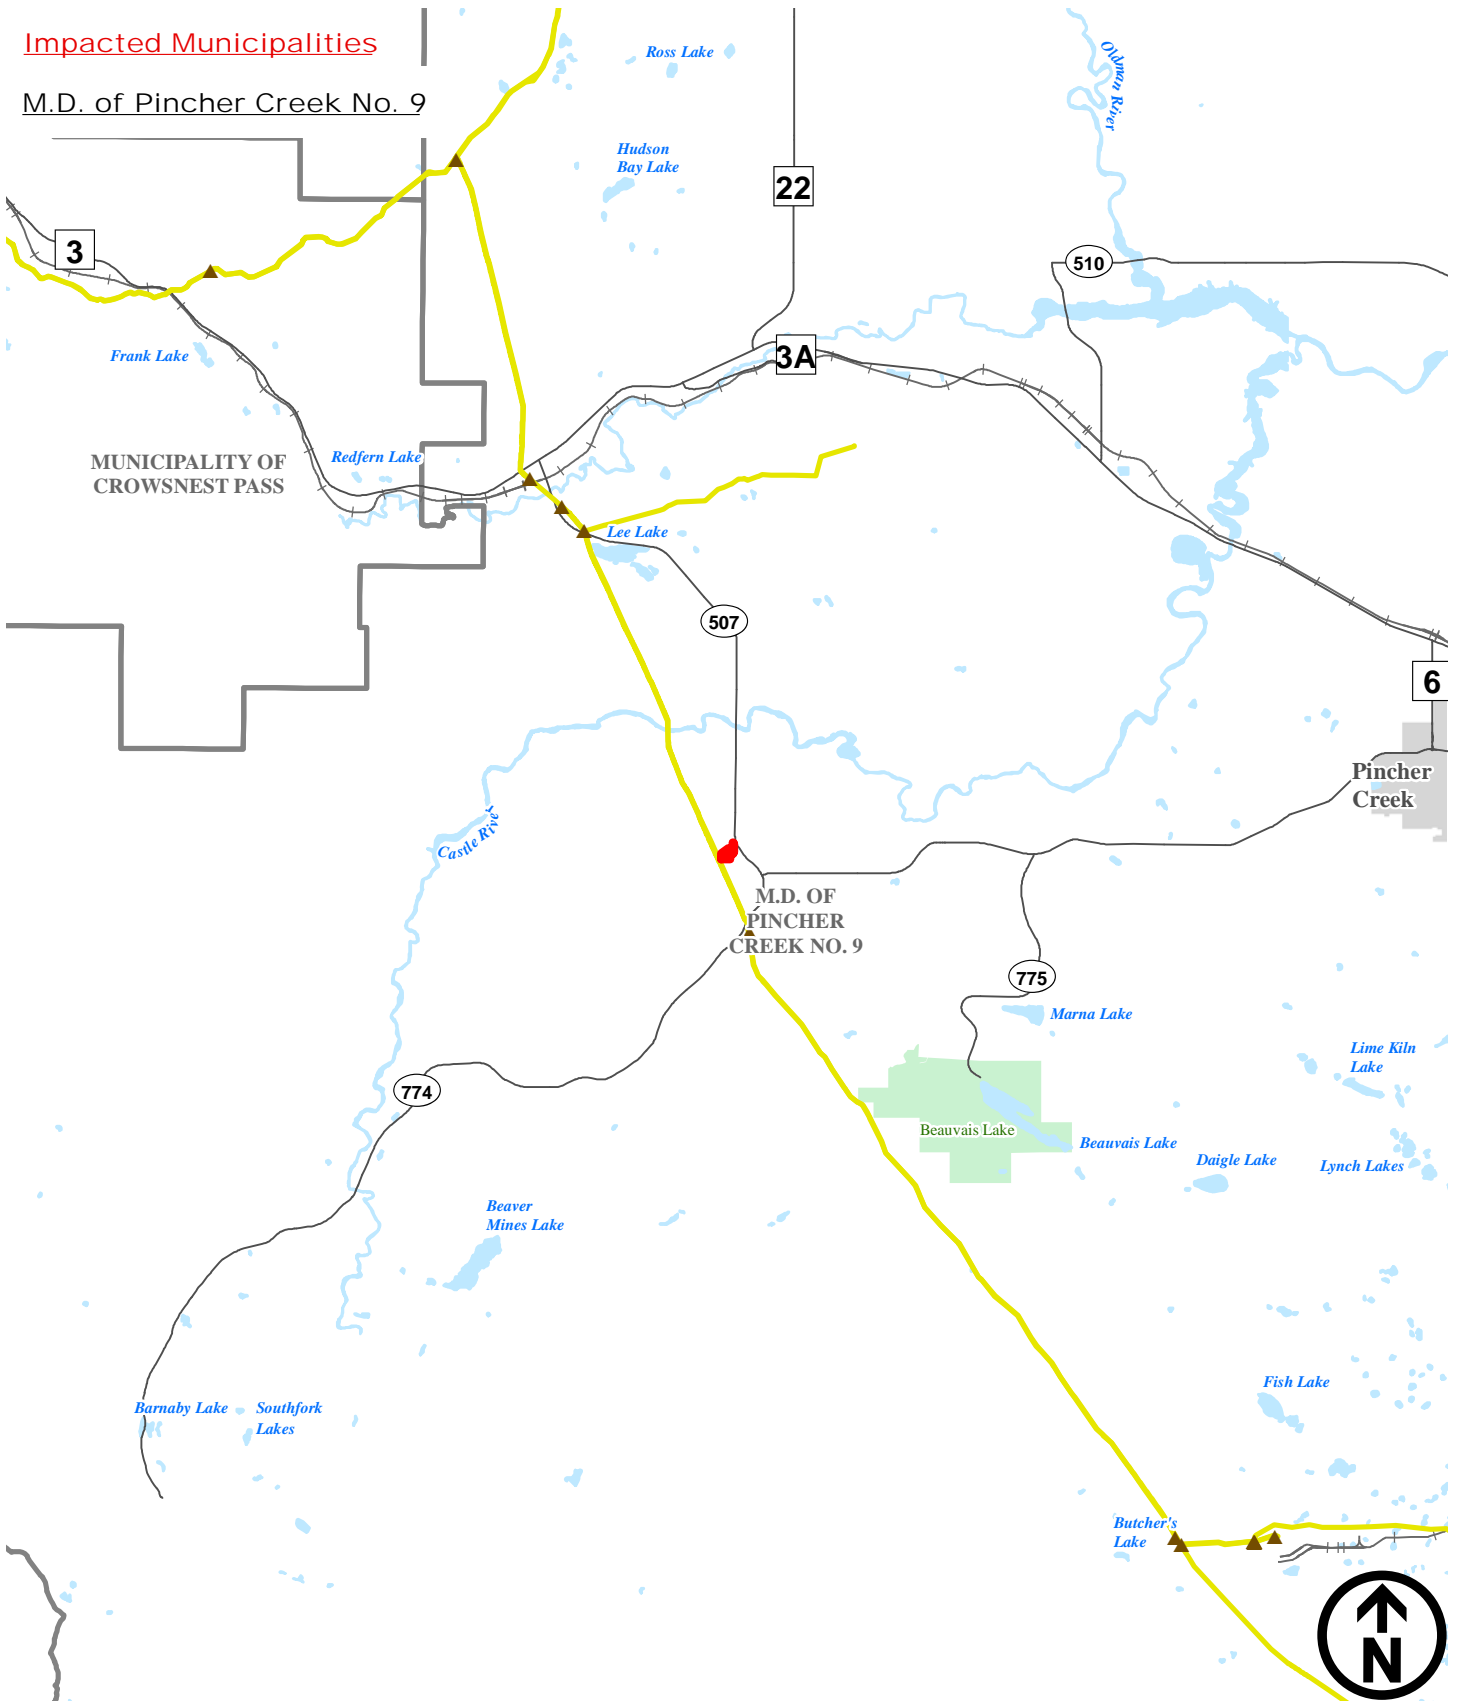 Impacted Municipalities
M.D. of Pincher Creek No. 9
Ross Lake
Oldman River
Hudson
Bay Lake
22
3
510
3A
Frank Lake
MUNICIPALITY OF
CROWSNEST PASS
Redfern Lake
Lee Lake
507
6
Pincher
Creek
Castle River
M.D. OF
PINCHER
CREEK NO. 9
775
Marna Lake
Lime Kiln
Lake
774
Beauvais Lake
Beauvais Lake
Daigle Lake
Lynch Lakes
Beaver
Mines Lake
Fish Lake
Barnaby Lake
Southfork
Lakes
Butcher's
Lake
N